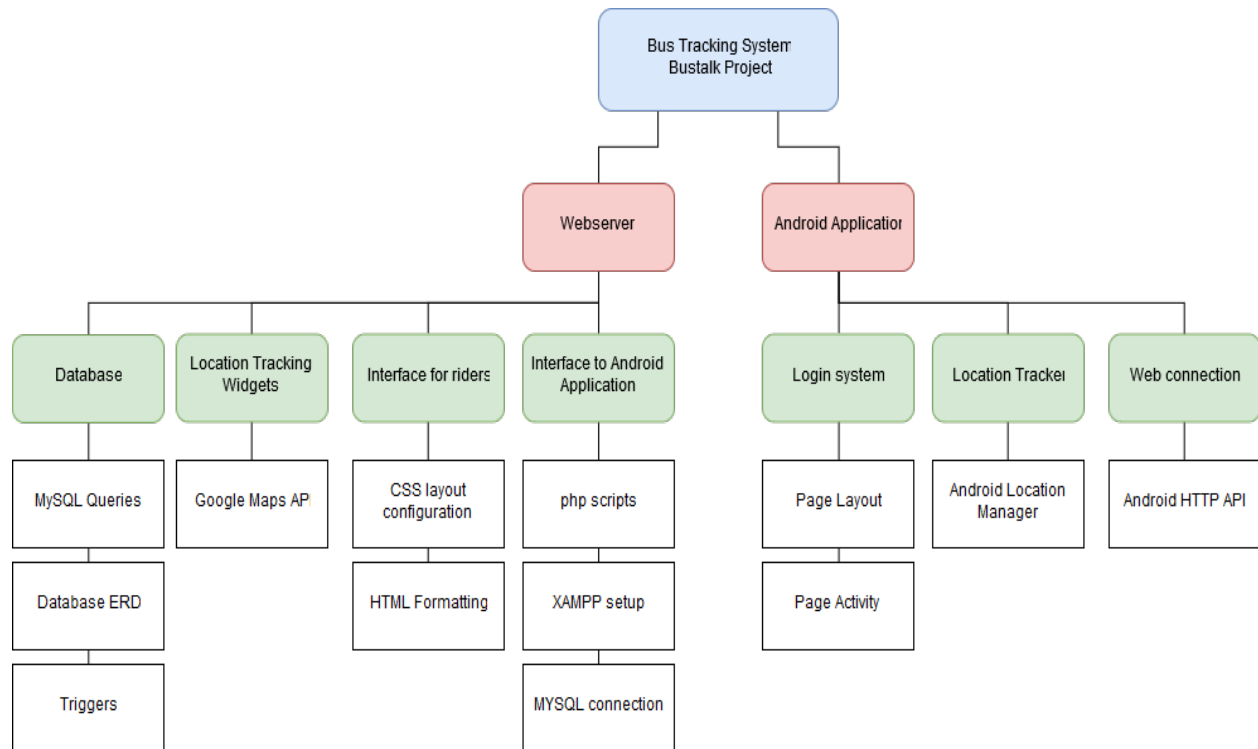 Bus Tracking System
Bustalk Project
Webserver
Android Application
Database
Location Tracking
Widgets
Interface for riders
Interface to Android
Application
Login system
Location Tracker
Web connection
MySQL Queries
Google Maps API
CSS layout
configuration
php scripts
Page Layout
Android Location
Manager
Android HTTP API
Database ERD
HTML Formatting
XAMPP setup
Page Activity
Triggers
MYSQL connection